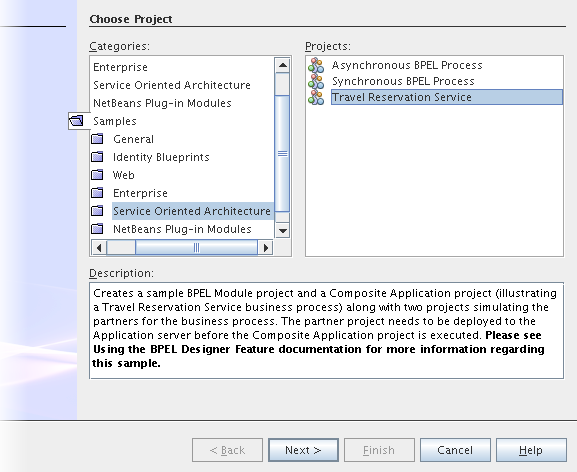 Choose Project
Categories:
Enterprise
Service Oriented Architecture
NetBeans Plug-in Modules
Samples
General
Identity Blueprints
Web
Enterprise
Service Oriented Architecture
NetBeans Plug-in Modules
Projects:
Asynchronous BPEL Process
Synchronous BPEL Process
Travel Reservation Service
Description:
Creates a sample BPEL Module project and a Composite Application project (illustrating
a Travel Reservation Service business process) along with two projects simulating the
partners for the business process. The partner project needs to be deployed to the
Application server before the Composite Application project is executed. Please see
Using the BPEL Designer Feature documentation for more information regarding
this sample.
< Back
Next >
Finish
Cancel
Help